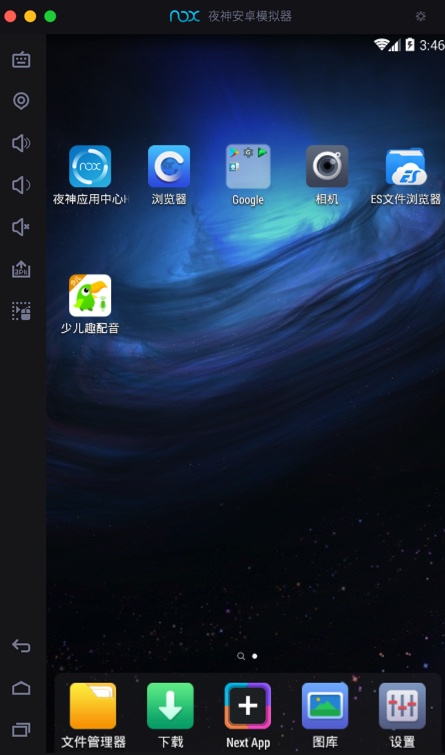 nox 夜神安卓模拟器
3:46
nox
夜神应用中心
浏览器
Google
相机
ES文件浏览器
少儿趣配音
文件管理器
下载
Next App
图库
设置